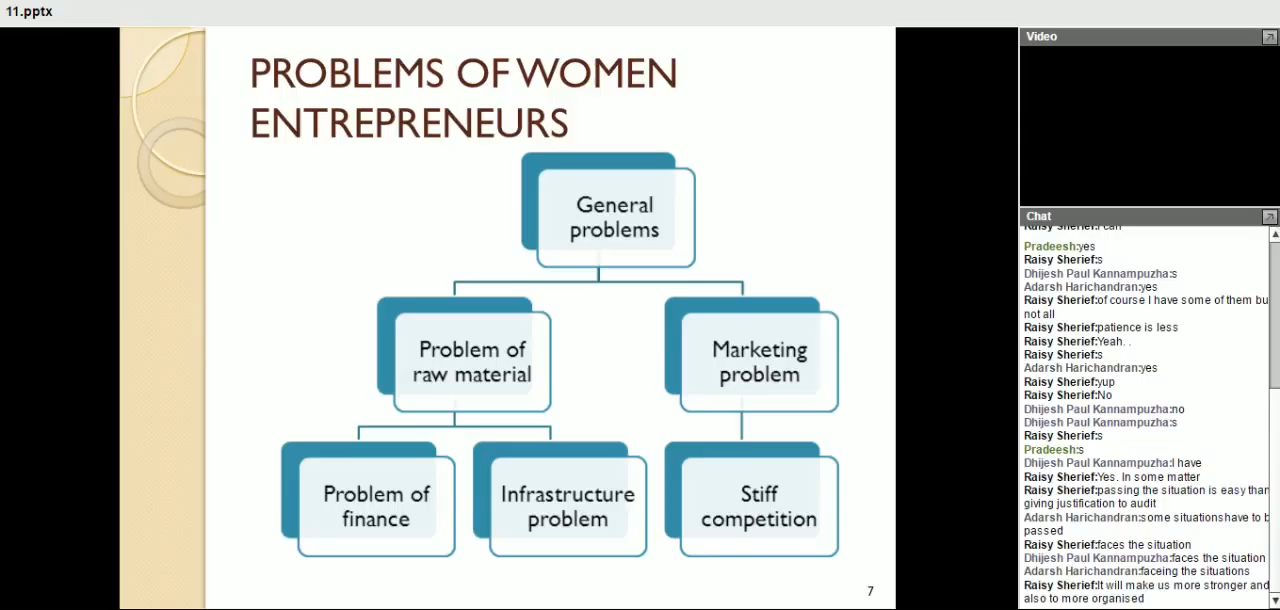 11.pptx
PROBLEMS OF WOMEN
ENTREPRENEURS
General
problems
Problem of
raw material
Marketing
problem
Problem of
finance
Infrastructure
problem
Stiff
competition
7
Video
Chat
Raisy Sherief:I can
Pradeesh:yes
Raisy Sherief:s
Dhijesh Paul Kannampuzha:s
Adarsh Harichandran:yes
Raisy Sherief:of course I have some of them bu
not all
Raisy Sherief:patience is less
Raisy Sherief:Yeah. .
Raisy Sherief:s
Adarsh Harichandran:yes
Raisy Sherief:yup
Raisy Sherief:No
Dhijesh Paul Kannampuzha:no
Dhijesh Paul Kannampuzha:s
Raisy Sherief:s
Pradeesh:s
Dhijesh Paul Kannampuzha:I have
Raisy Sherief:Yes. In some matter
Raisy Sherief:passing the situation is easy than
giving justification to audit
Adarsh Harichandran:some situations have to b
passed
Raisy Sherief:faces the situation
Dhijesh Paul Kannampuzha:faces the situation
Adarsh Harichandran:faceing the situations
Raisy Sherief:It will make us more stronger and
also to more organised